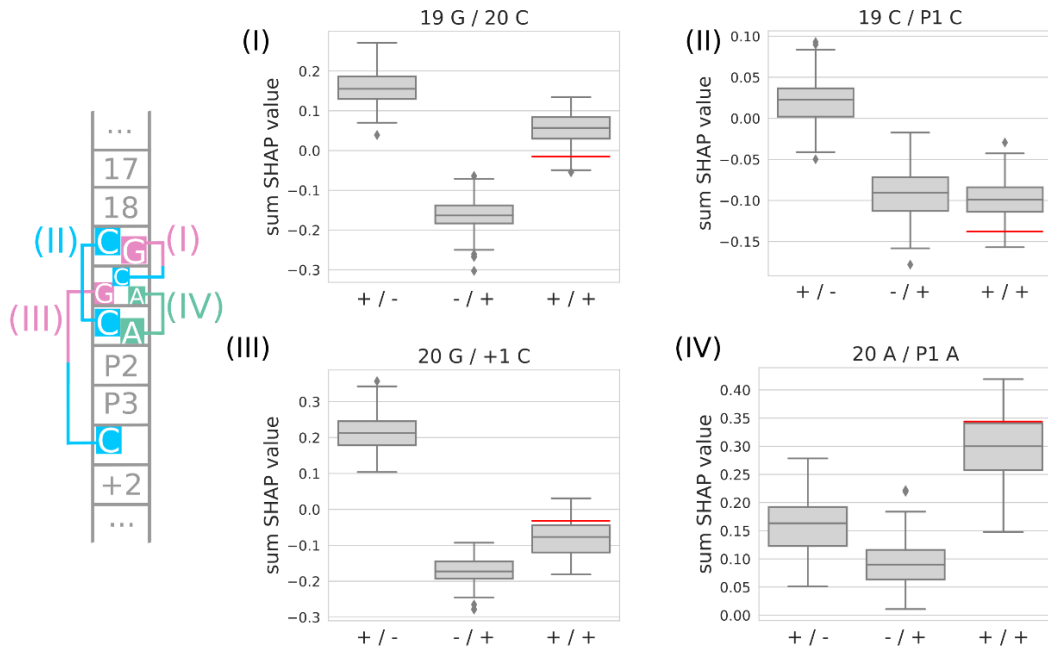 ...
17
18
C G
C
G A
C A
P2
P3
C
+2
...
(II)
(I)
(III)
(IV)
(I)
19 G / 20 C
sum SHAP value
0.2
0.1
0.0
−0.1
−0.2
−0.3
+ / -
- / +
+ / +
(II)
19 C / P1 C
sum SHAP value
0.10
0.05
0.00
−0.05
−0.10
−0.15
+ / -
- / +
+ / +
(III)
20 G / +1 C
sum SHAP value
0.3
0.2
0.1
0.0
−0.1
−0.2
−0.3
+ / -
- / +
+ / +
(IV)
20 A / P1 A
sum SHAP value
0.40
0.35
0.30
0.25
0.20
0.15
0.10
0.05
0.00
+ / -
- / +
+ / +